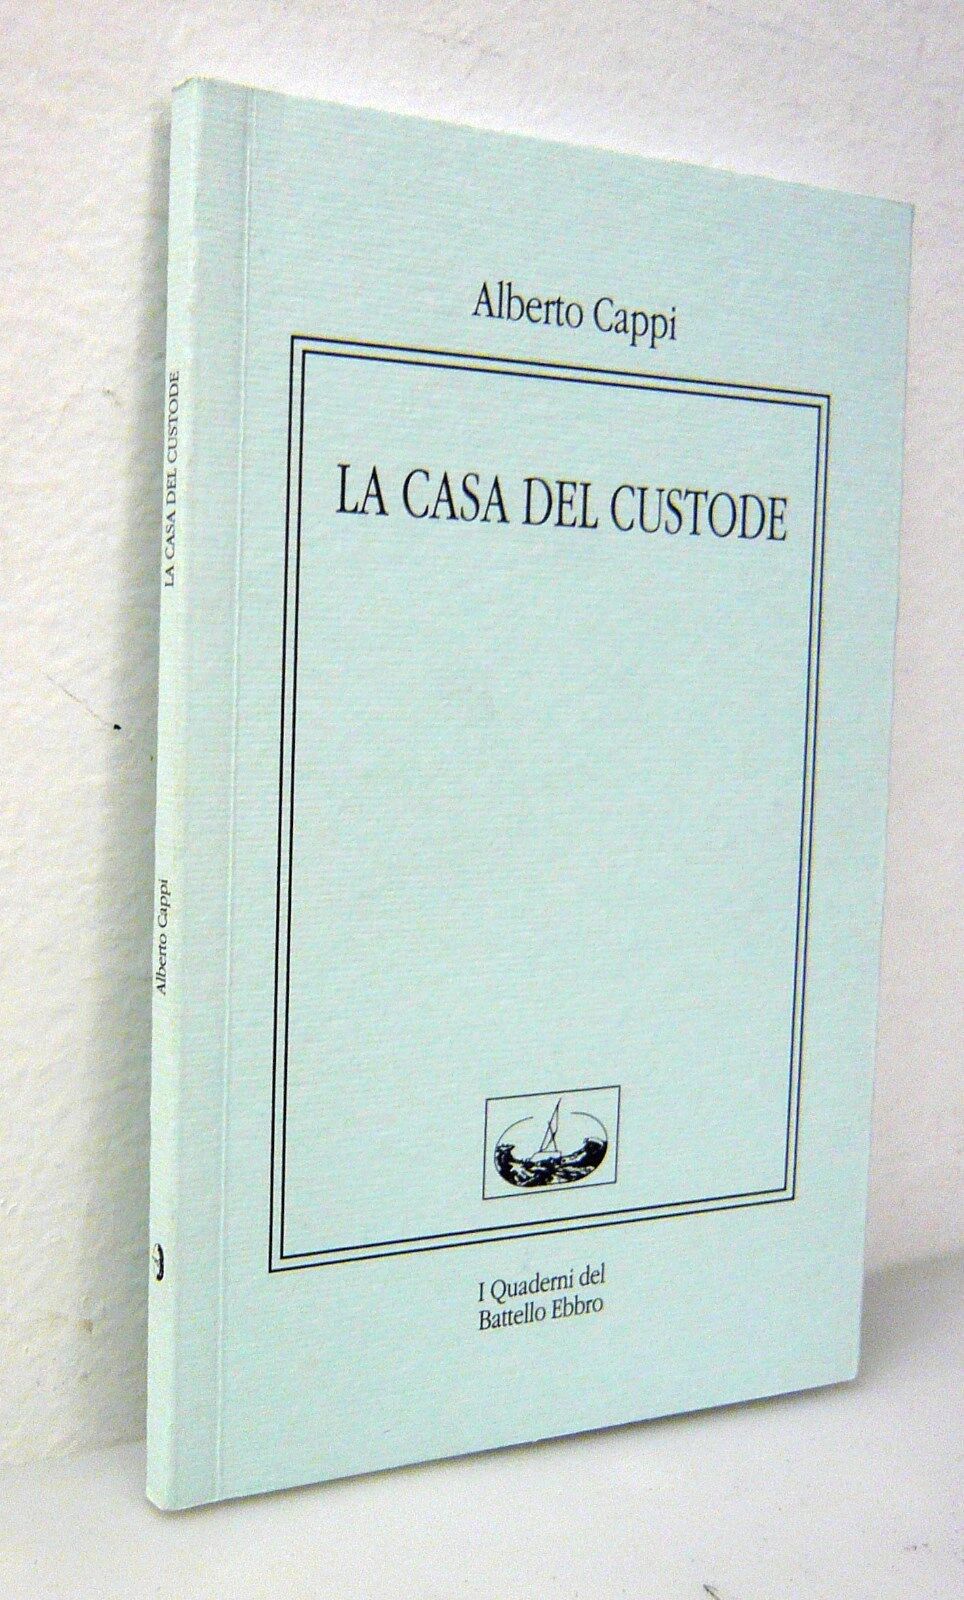 Alberto Cappi
LA CASA DEL CUSTODE
I Quaderni del
Battello Ebbro
LA CASA DEL CUSTODE
Alberto Cappi